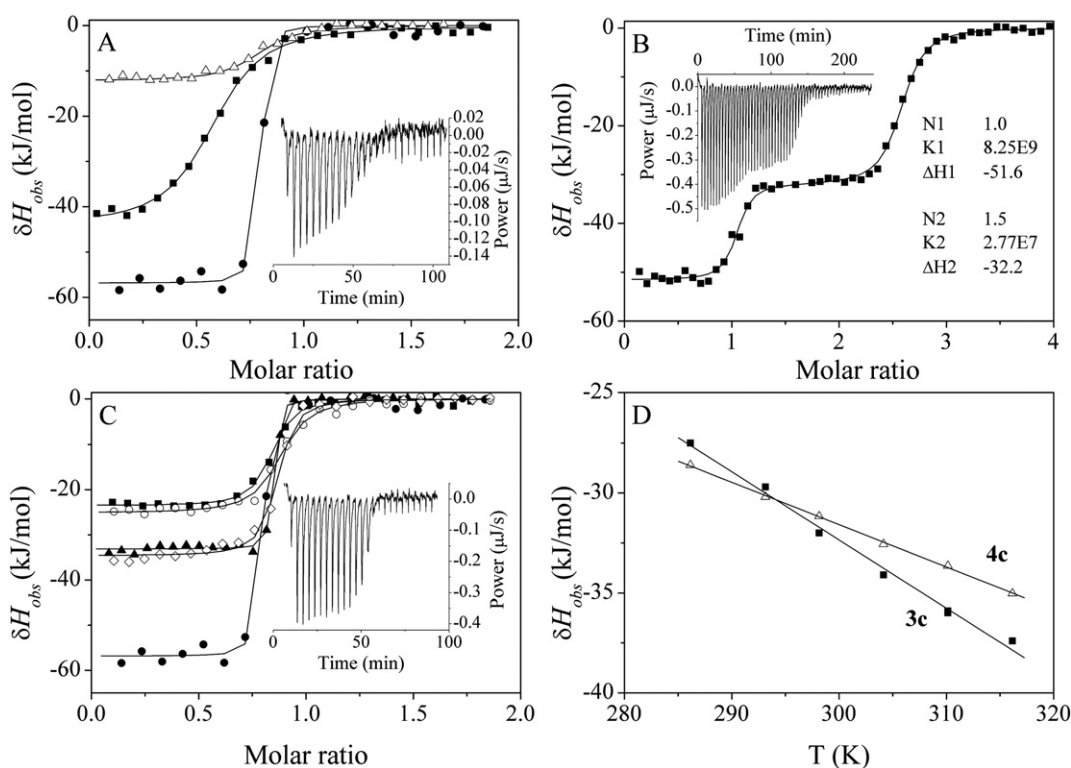 A
0
-20
-40
-60
δH_obs (kJ/mol)
0.0 0.5 1.0 1.5 2.0
Molar ratio
0.02
0.00
-0.02
-0.04
-0.06
-0.08
-0.10
-0.12
-0.14
Power (μJ/s)
0 50 100
Time (min)
B
0
-20
-40
-60
δH_obs (kJ/mol)
0 1 2 3 4
Molar ratio
Time (min)
0 100 200
0.0
-0.1
-0.2
-0.3
-0.4
-0.5
Power (μJ/s)
N1 1.0
K1 8.25E9
ΔH1 -51.6
N2 1.5
K2 2.77E7
ΔH2 -32.2
C
0
-20
-40
-60
δH_obs (kJ/mol)
0.0 0.5 1.0 1.5 2.0
Molar ratio
0.0
-0.1
-0.2
-0.3
-0.4
Power (μJ/s)
0 50 100
Time (min)
D
-25
-30
-35
-40
δH_obs (kJ/mol)
4c
3c
280 290 300 310 320
T (K)